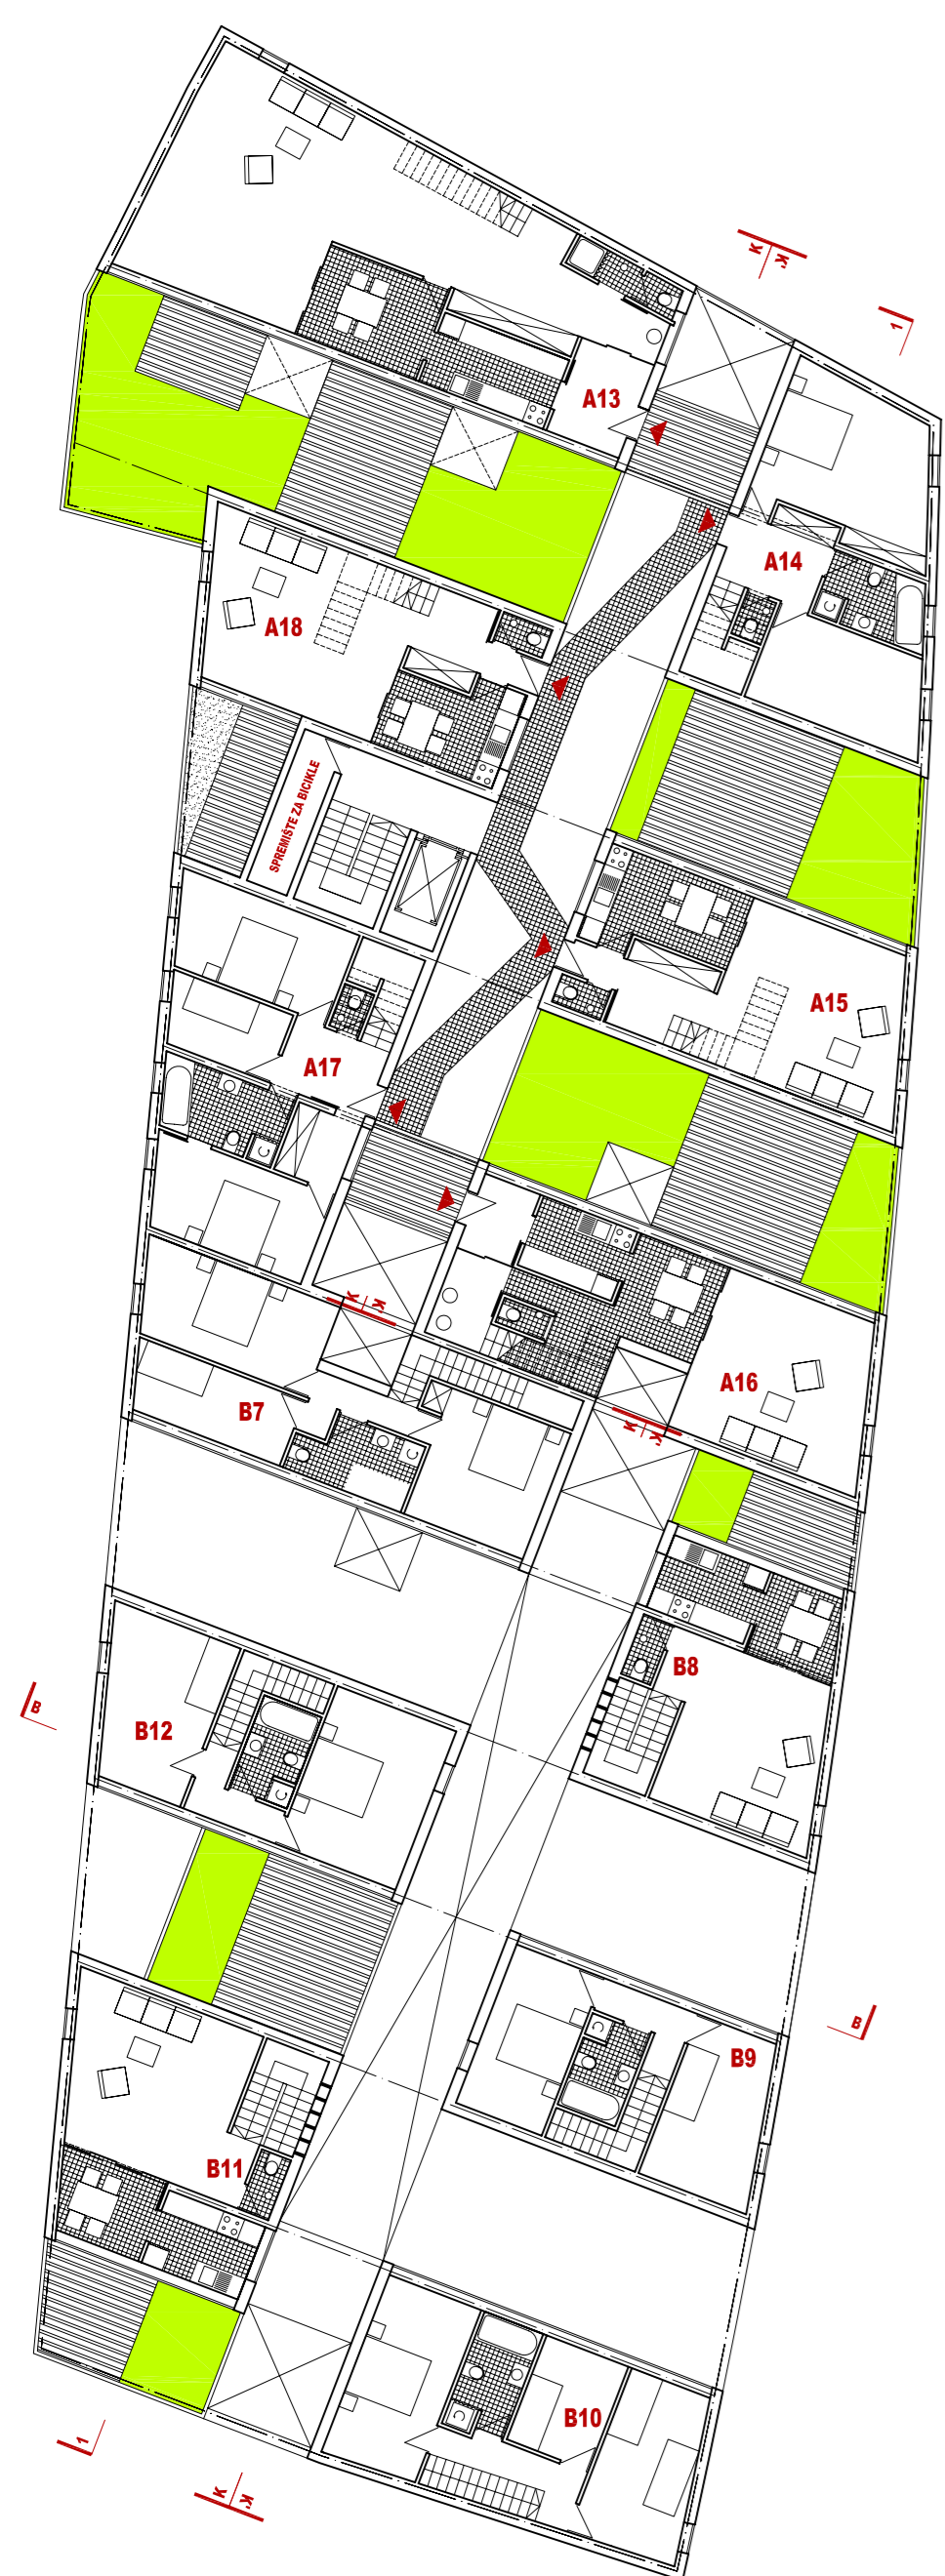 K
K'
1
A13
A14
A18
SPREMIŠTE ZA BICIKLE
A15
A17
K
K'
A16
B7
K
K'
B8
B
B12
B
B9
B11
B10
1
K
K'